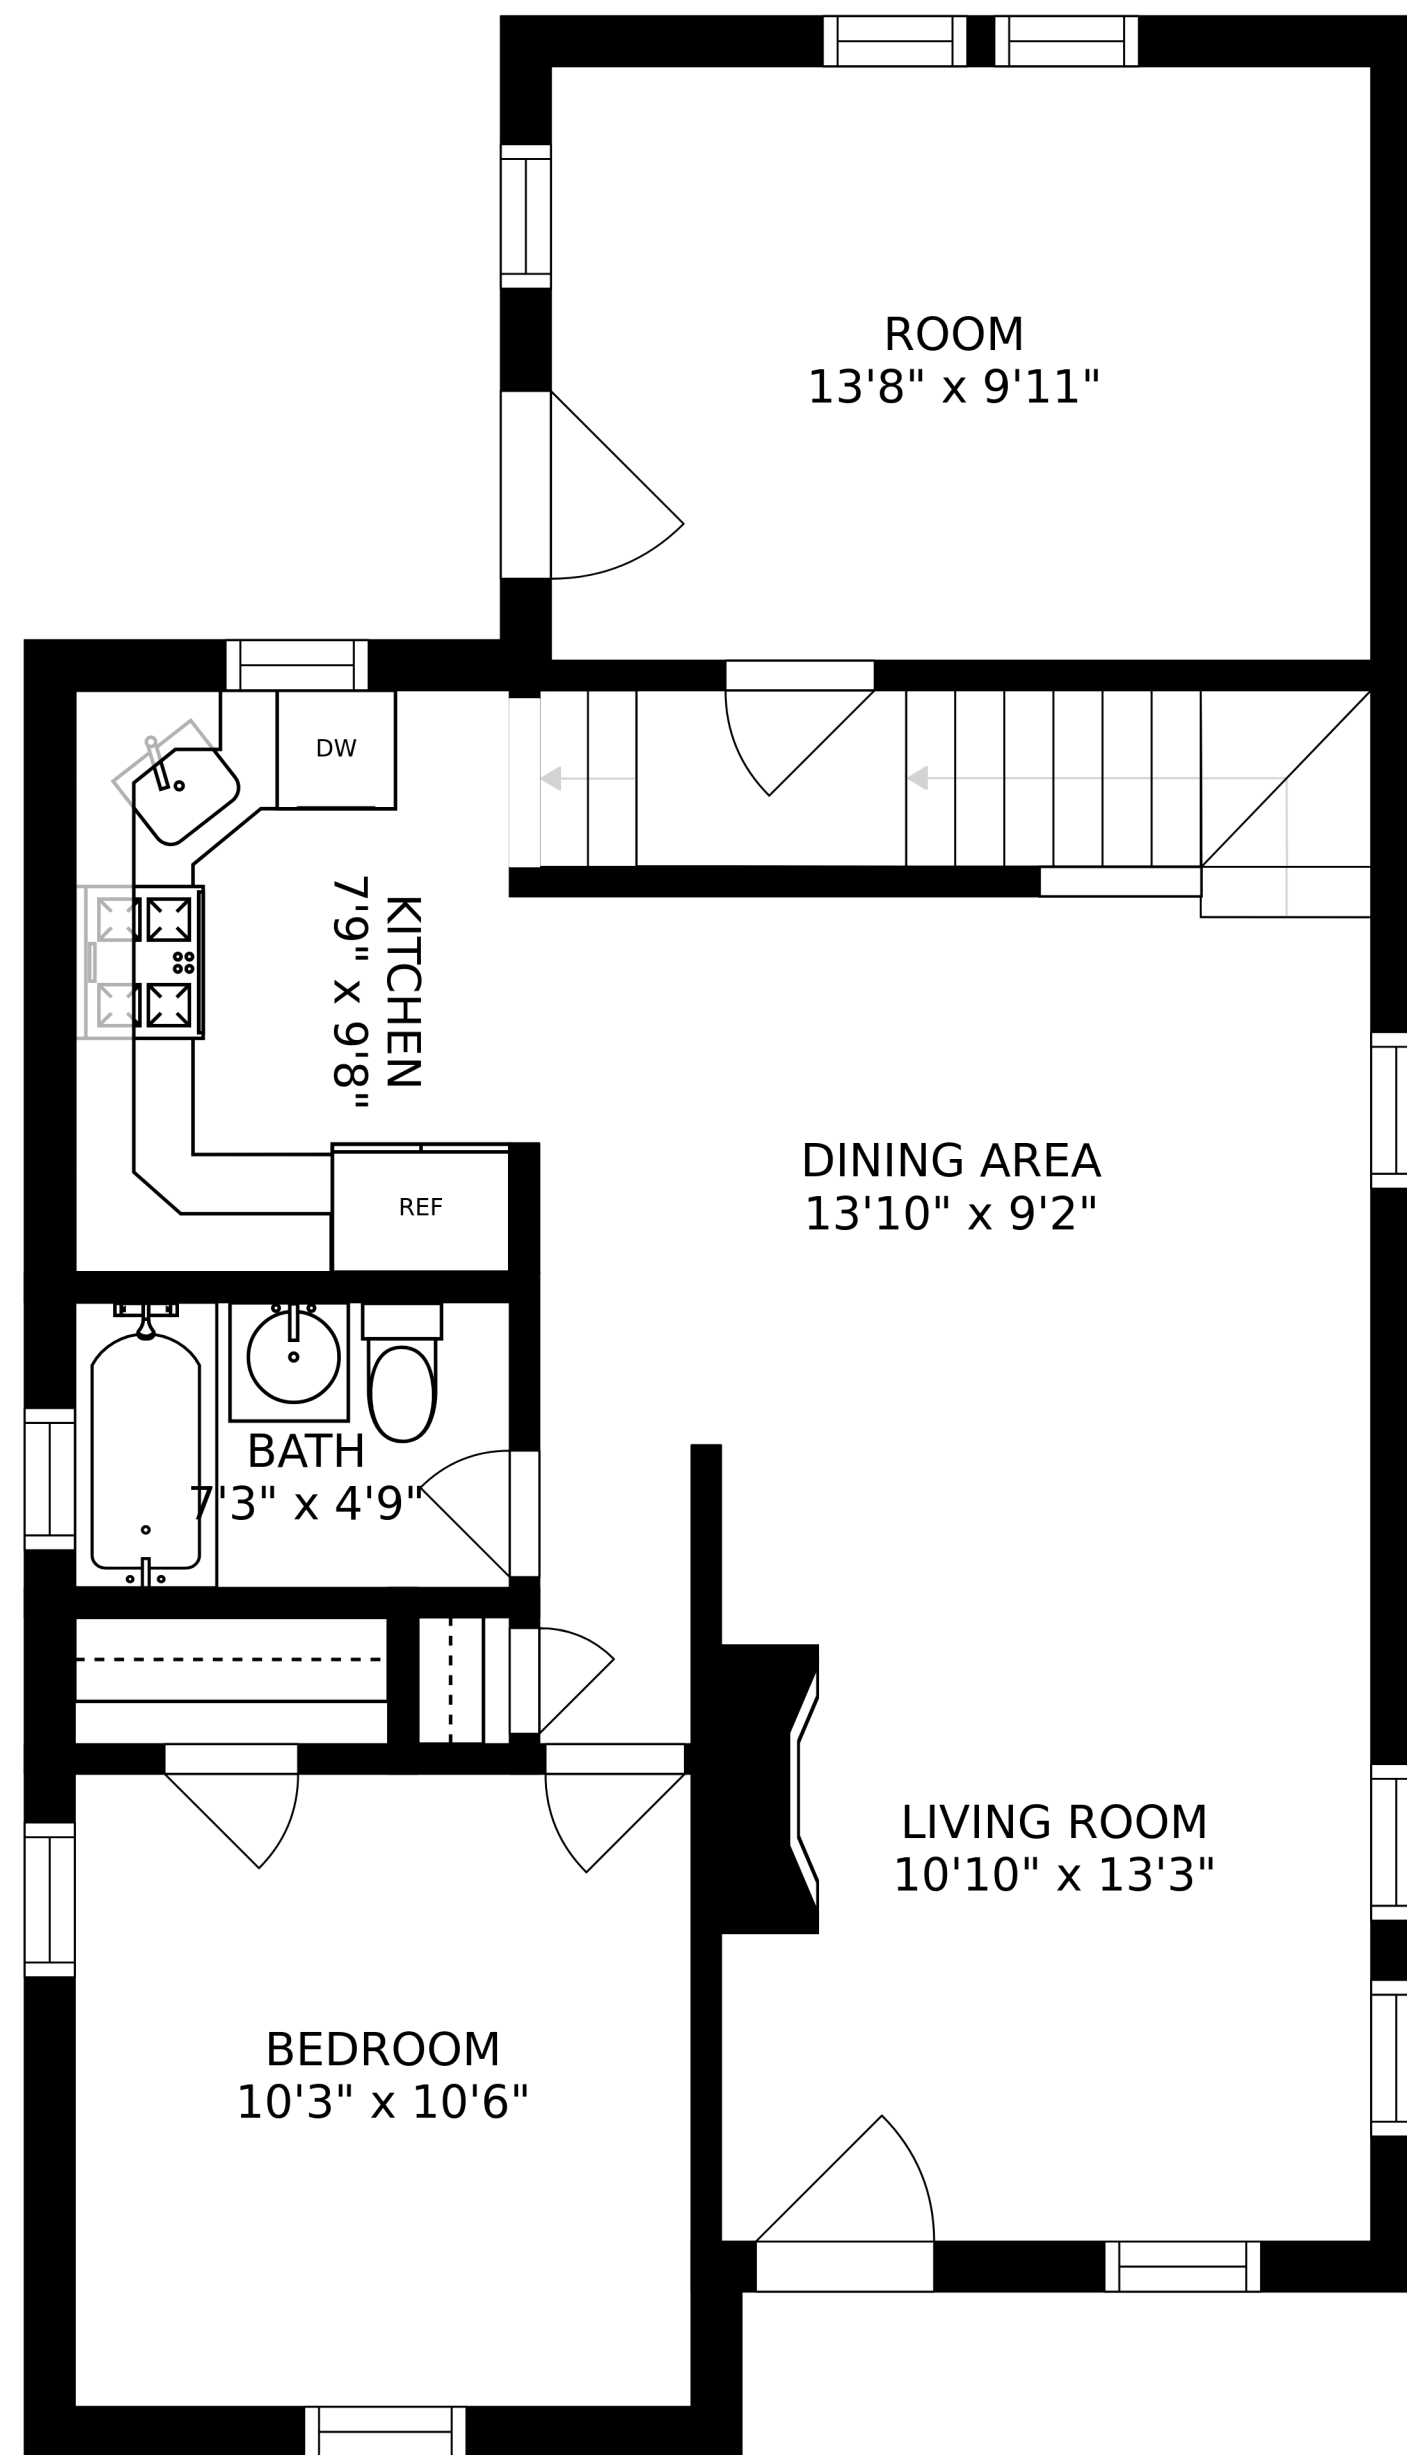 ROOM
13'8" x 9'11"
DW
KITCHEN
7'9" x 9'8"
DINING AREA
13'10" x 9'2"
REF
BATH
7'3" x 4'9"
LIVING ROOM
10'10" x 13'3"
BEDROOM
10'3" x 10'6"